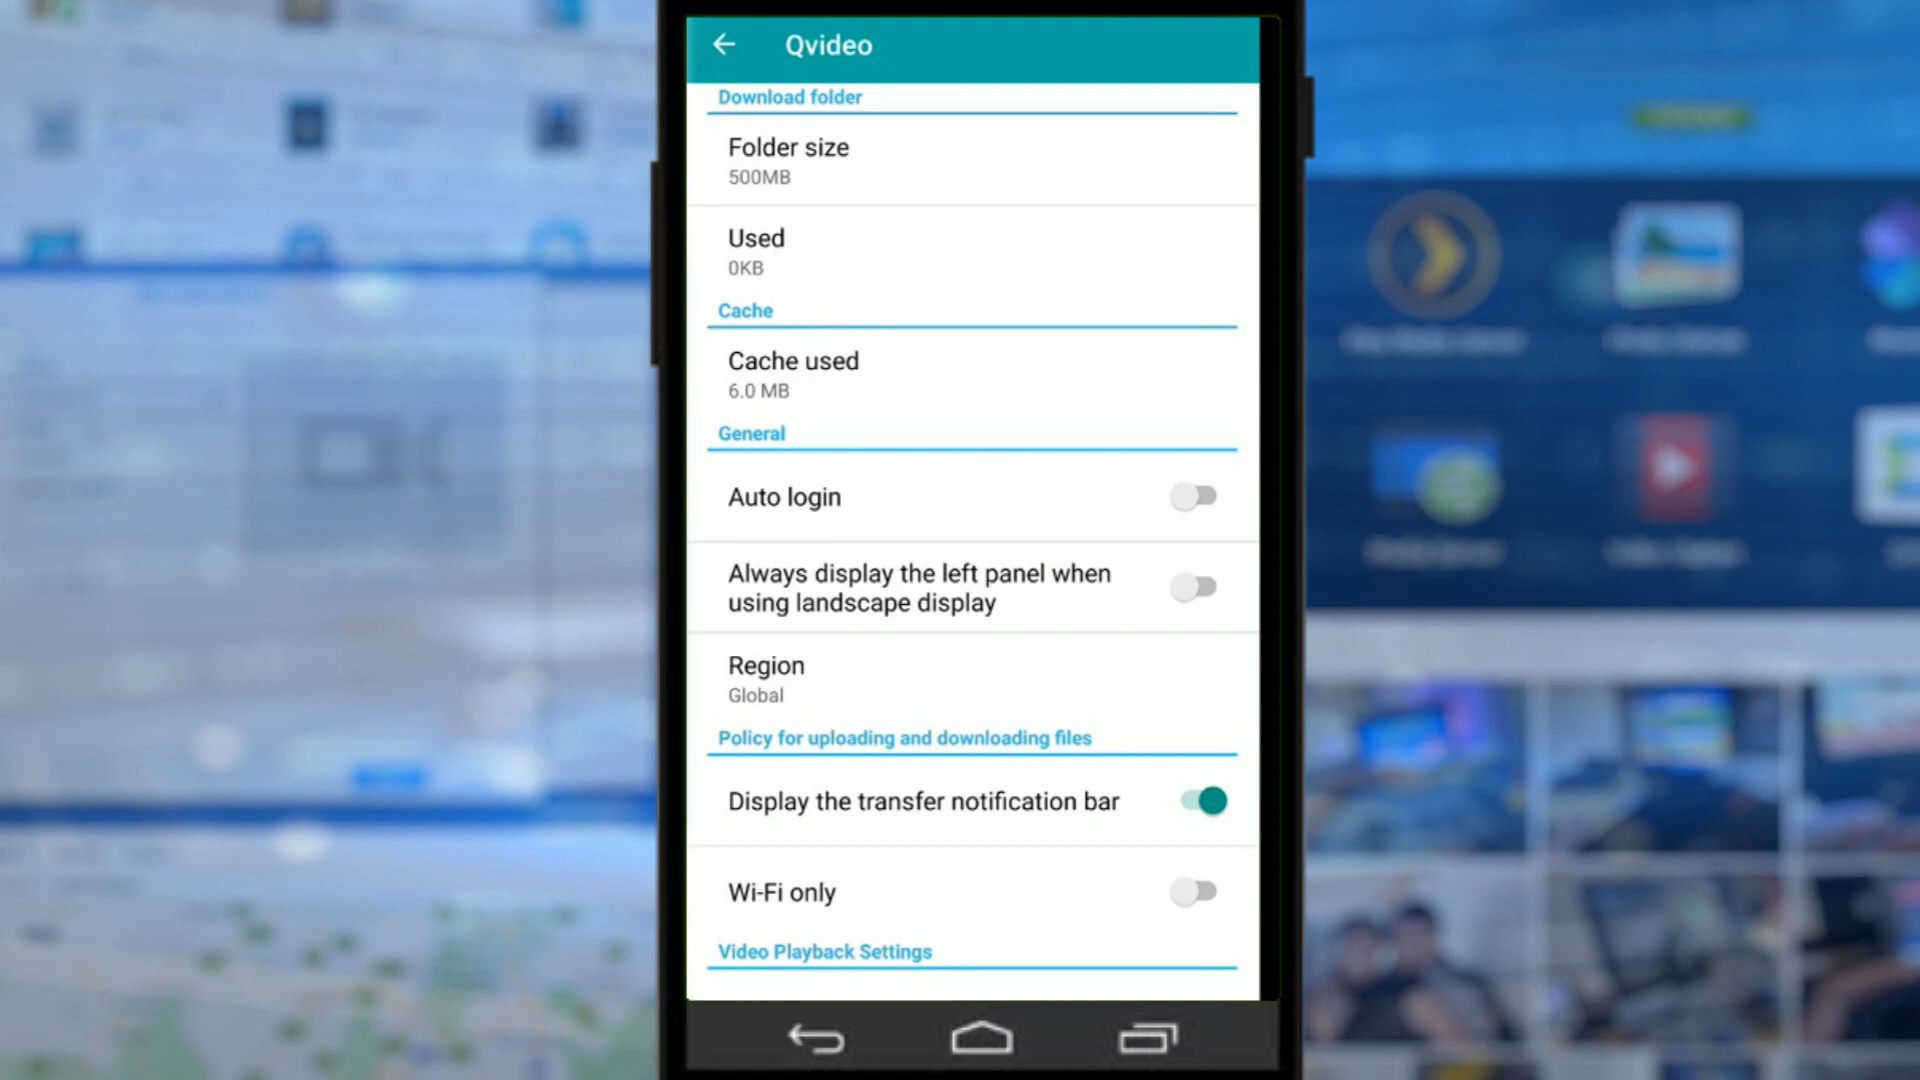 Qvideo
Download folder
Folder size
500MB
Used
0KB
Cache
Cache used
6.0 MB
General
Auto login
Always display the left panel when
using landscape display
Region
Global
Policy for uploading and downloading files
Display the transfer notification bar
Wi-Fi only
Video Playback Settings